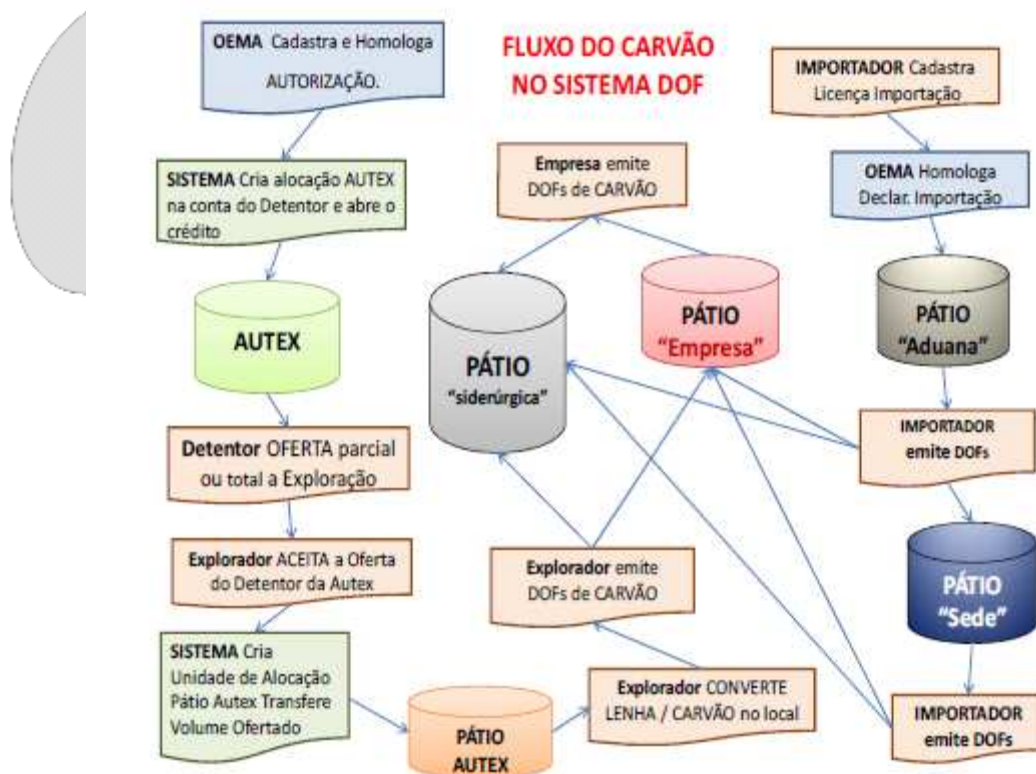 OEMA Cadastra e Homologa
AUTORIZAÇÃO.
FLUXO DO CARVÃO
NO SISTEMA DOF
IMPORTADOR Cadastra
Licença Importação
SISTEMA Cria alocação AUTEX
na conta do Detentor e abre o
crédito
Empresa emite
DOFs de CARVÃO
OEMA Homologa
Declar. Importação
AUTEX
PÁTIO
“siderúrgica”
PÁTIO
“Empresa”
PÁTIO
“Aduana”
Detentor OFERTA parcial
ou total a Exploração
IMPORTADOR
emite DOFs
Explorador ACEITA a Oferta
do Detentor da Autex
Explorador emite
DOFs de CARVÃO
PÁTIO
“Sede”
SISTEMA Cria
Unidade de Alocação
Pátio Autex Transfere
Volume Ofertado
PÁTIO
AUTEX
Explorador CONVERTE
LENHA / CARVÃO no local
IMPORTADOR
emite DOFs